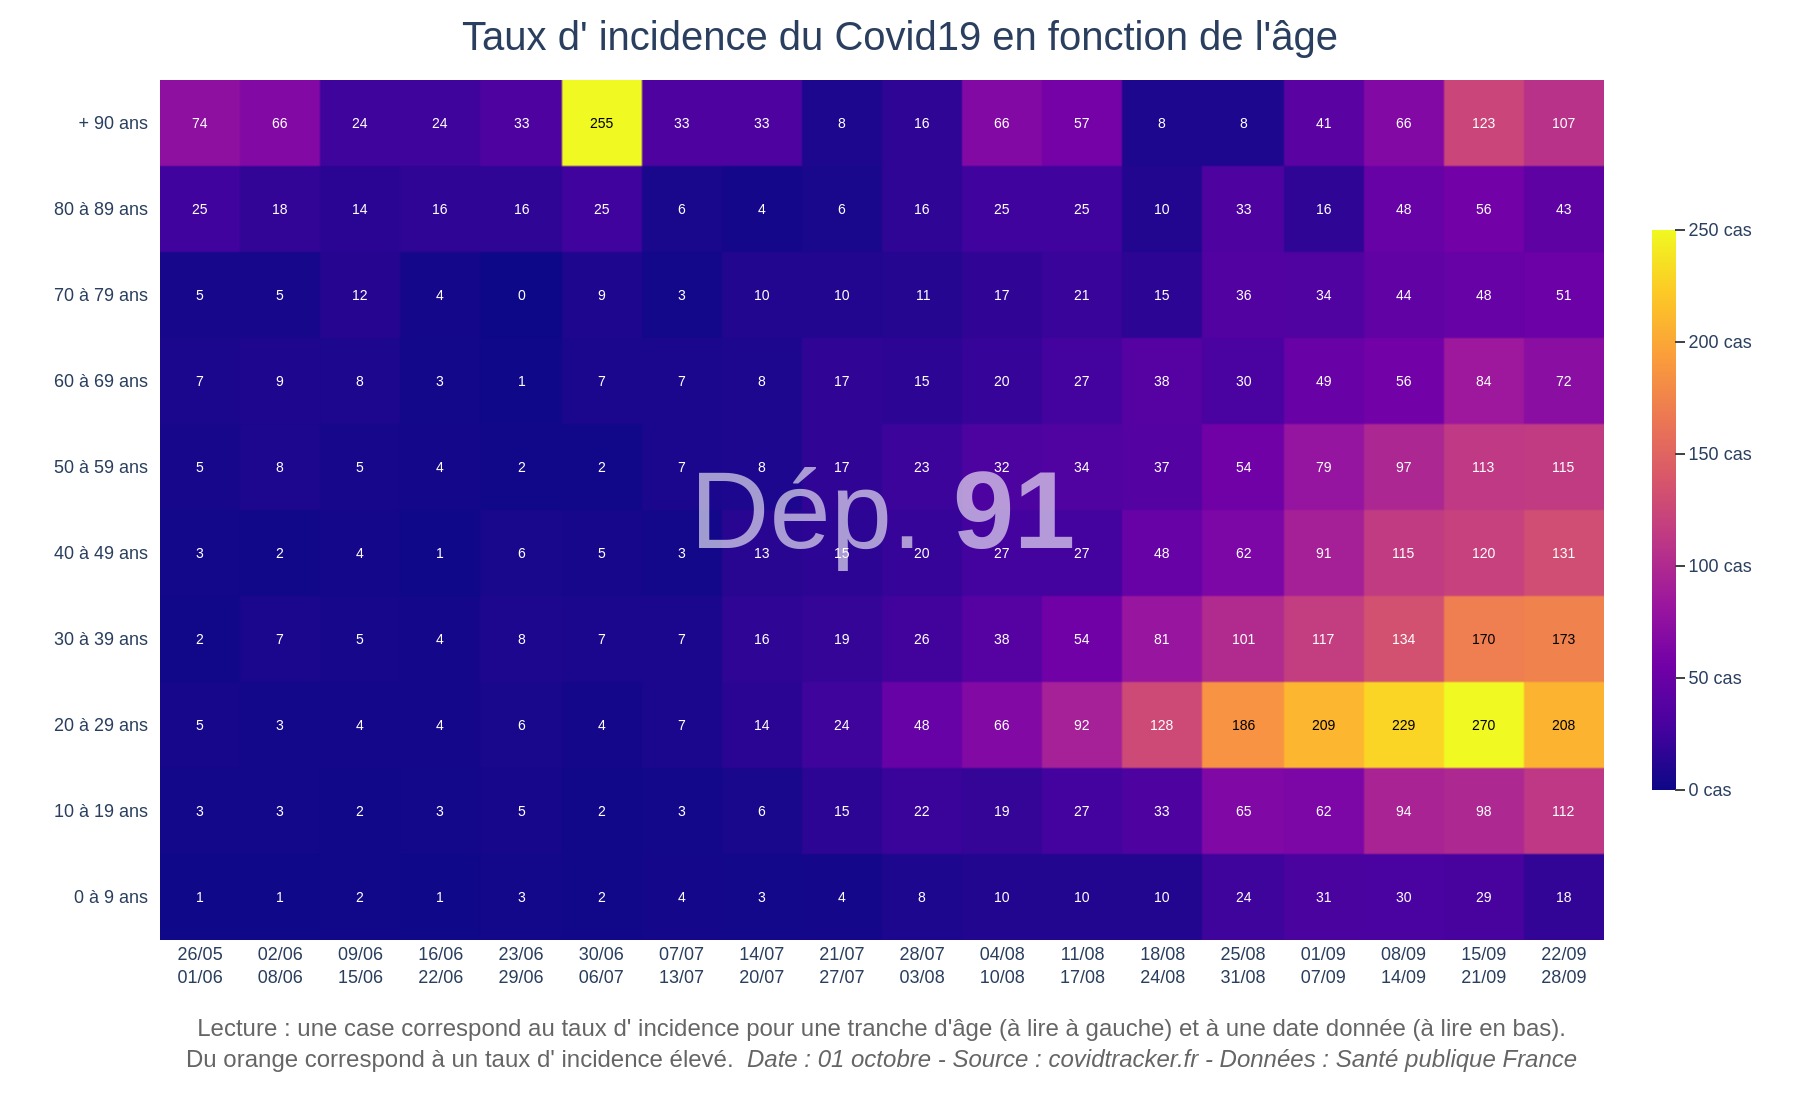 Taux d' incidence du Covid19 en fonction de l'âge
+ 90 ans 74 66 24 24 33 255 33 33 8 16 66 57 8 8 41 66 123 107
80 à 89 ans 25 18 14 16 16 25 6 4 6 16 25 25 10 33 16 48 56 43
70 à 79 ans 5 5 12 4 0 9 3 10 10 11 17 21 15 36 34 44 48 51
60 à 69 ans 7 9 8 3 1 7 7 8 17 15 20 27 38 30 49 56 84 72
50 à 59 ans 5 8 5 4 2 2 7 8 17 23 32 34 37 54 79 97 113 115
Dép. 91
40 à 49 ans 3 2 4 1 6 5 3 13 15 20 27 27 48 62 91 115 120 131
30 à 39 ans 2 7 5 4 8 7 7 16 19 26 38 54 81 101 117 134 170 173
20 à 29 ans 5 3 4 4 6 4 7 14 24 48 66 92 128 186 209 229 270 208
10 à 19 ans 3 3 2 3 5 2 3 6 15 22 19 27 33 65 62 94 98 112
0 à 9 ans 1 1 2 1 3 2 4 3 4 8 10 10 10 24 31 30 29 18
26/05 02/06 09/06 16/06 23/06 30/06 07/07 14/07 21/07 28/07 04/08 11/08 18/08 25/08 01/09 08/09 15/09 22/09
01/06 08/06 15/06 22/06 29/06 06/07 13/07 20/07 27/07 03/08 10/08 17/08 24/08 31/08 07/09 14/09 21/09 28/09
250 cas
200 cas
150 cas
100 cas
50 cas
0 cas
Lecture : une case correspond au taux d' incidence pour une tranche d'âge (à lire à gauche) et à une date donnée (à lire en bas).
Du orange correspond à un taux d' incidence élevé. Date : 01 octobre - Source : covidtracker.fr - Données : Santé publique France